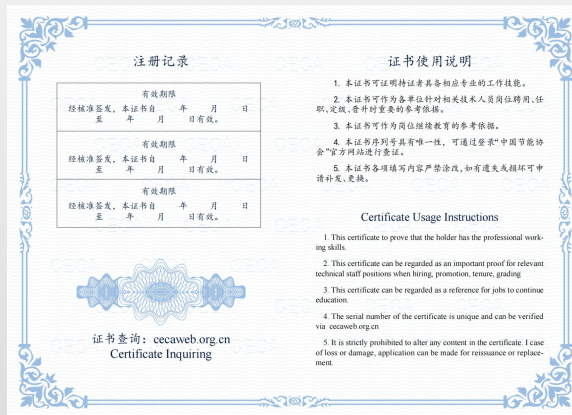 注册记录
有效期限
经核准签发，本证书自 年 月 日
至 年 月 日有效。
有效期限
经核准签发，本证书自 年 月 日
至 年 月 日有效。
有效期限
经核准签发，本证书自 年 月 日
至 年 月 日有效。
证书查询：cecaweb.org.cn
Certificate Inquiring
证书使用说明
1. 本证书可证明持证者具备相应专业的工作技能。
2. 本证书可作为各单位针对相关技术人员岗位聘用、任
职、定级、晋升时重要的参考依据。
3. 本证书可作为岗位继续教育的参考依据。
4. 本证书序列号具有唯一性，可通过登录“中国节能协
会”官方网站进行查证。
5. 本证书各项填写内容严禁涂改，如有遗失或损坏可申
请补发、更换。
Certificate Usage Instructions
1. This certificate to prove that the holder has the professional work-
ing skills.
2. This certificate can be regarded as an important proof for relevant
technical staff positions when hiring, promotion, tenure, grading
3. This certificate can be regarded as a reference for jobs to continue
education.
4. The serial number of the certificate is unique and can be verified
via cecaweb.org.cn
5. It is strictly prohibited to alter any content in the certificate. I case
of loss or damage, application can be made for reissuance or replace-
ment.